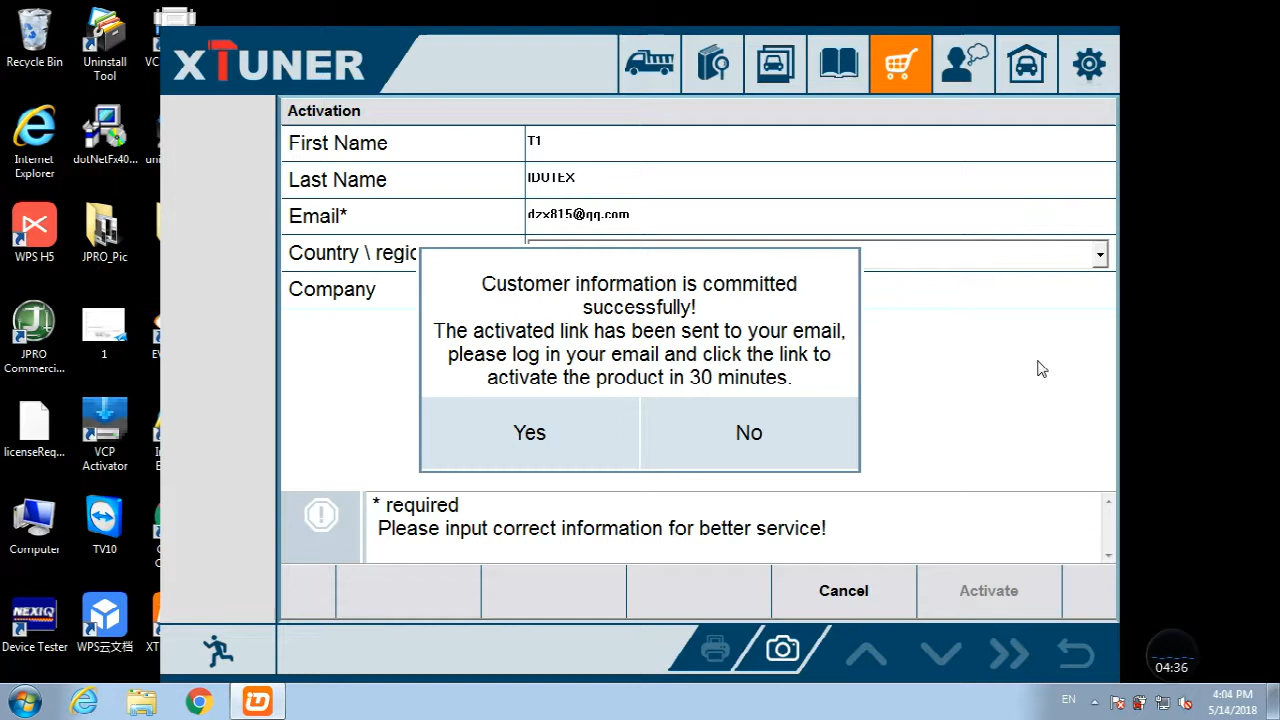 Recycle Bin
Uninstall
Tool
VC
Internet
Explorer
dotNetFx40...
uni
WPS H5
JPRO_Pic
JPRO
Commerci...
1
licenseReq...
VCP
Activator
Computer
TV10
NEXIQ
Device Tester
WPS云文档
XT
XTUNER
Activation
First Name
T1
Last Name
IDUTEX
Email*
dzx815@qq.com
Country \ regio
Company
Customer information is committed
successfully!
The activated link has been sent to your email,
please log in your email and click the link to
activate the product in 30 minutes.
Yes
No
* required
Please input correct information for better service!
Cancel
Activate
04:36
EN
4:04 PM
5/14/2018